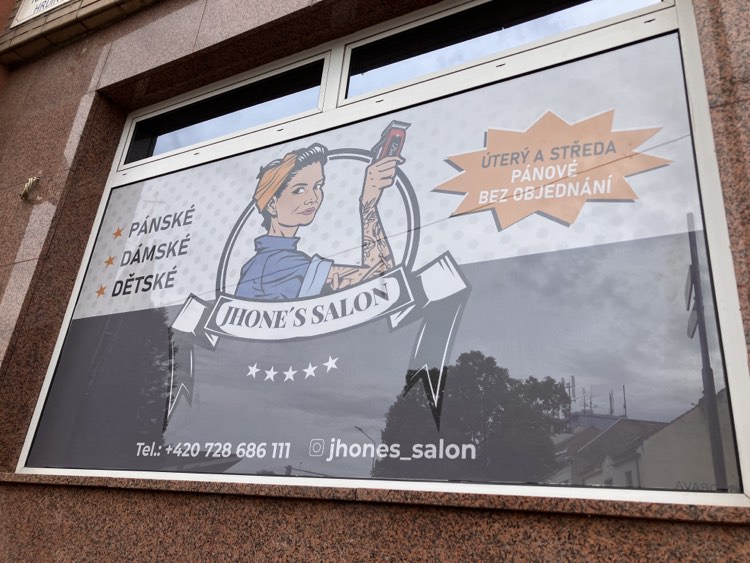 ÚTERÝ A STŘEDA
PÁNOVÉ
BEZ OBJEDNÁNÍ
PÁNSKÉ
DÁMSKÉ
DĚTSKÉ
JHONE'S SALON
Tel.: +420 728 686 111 jhones_salon